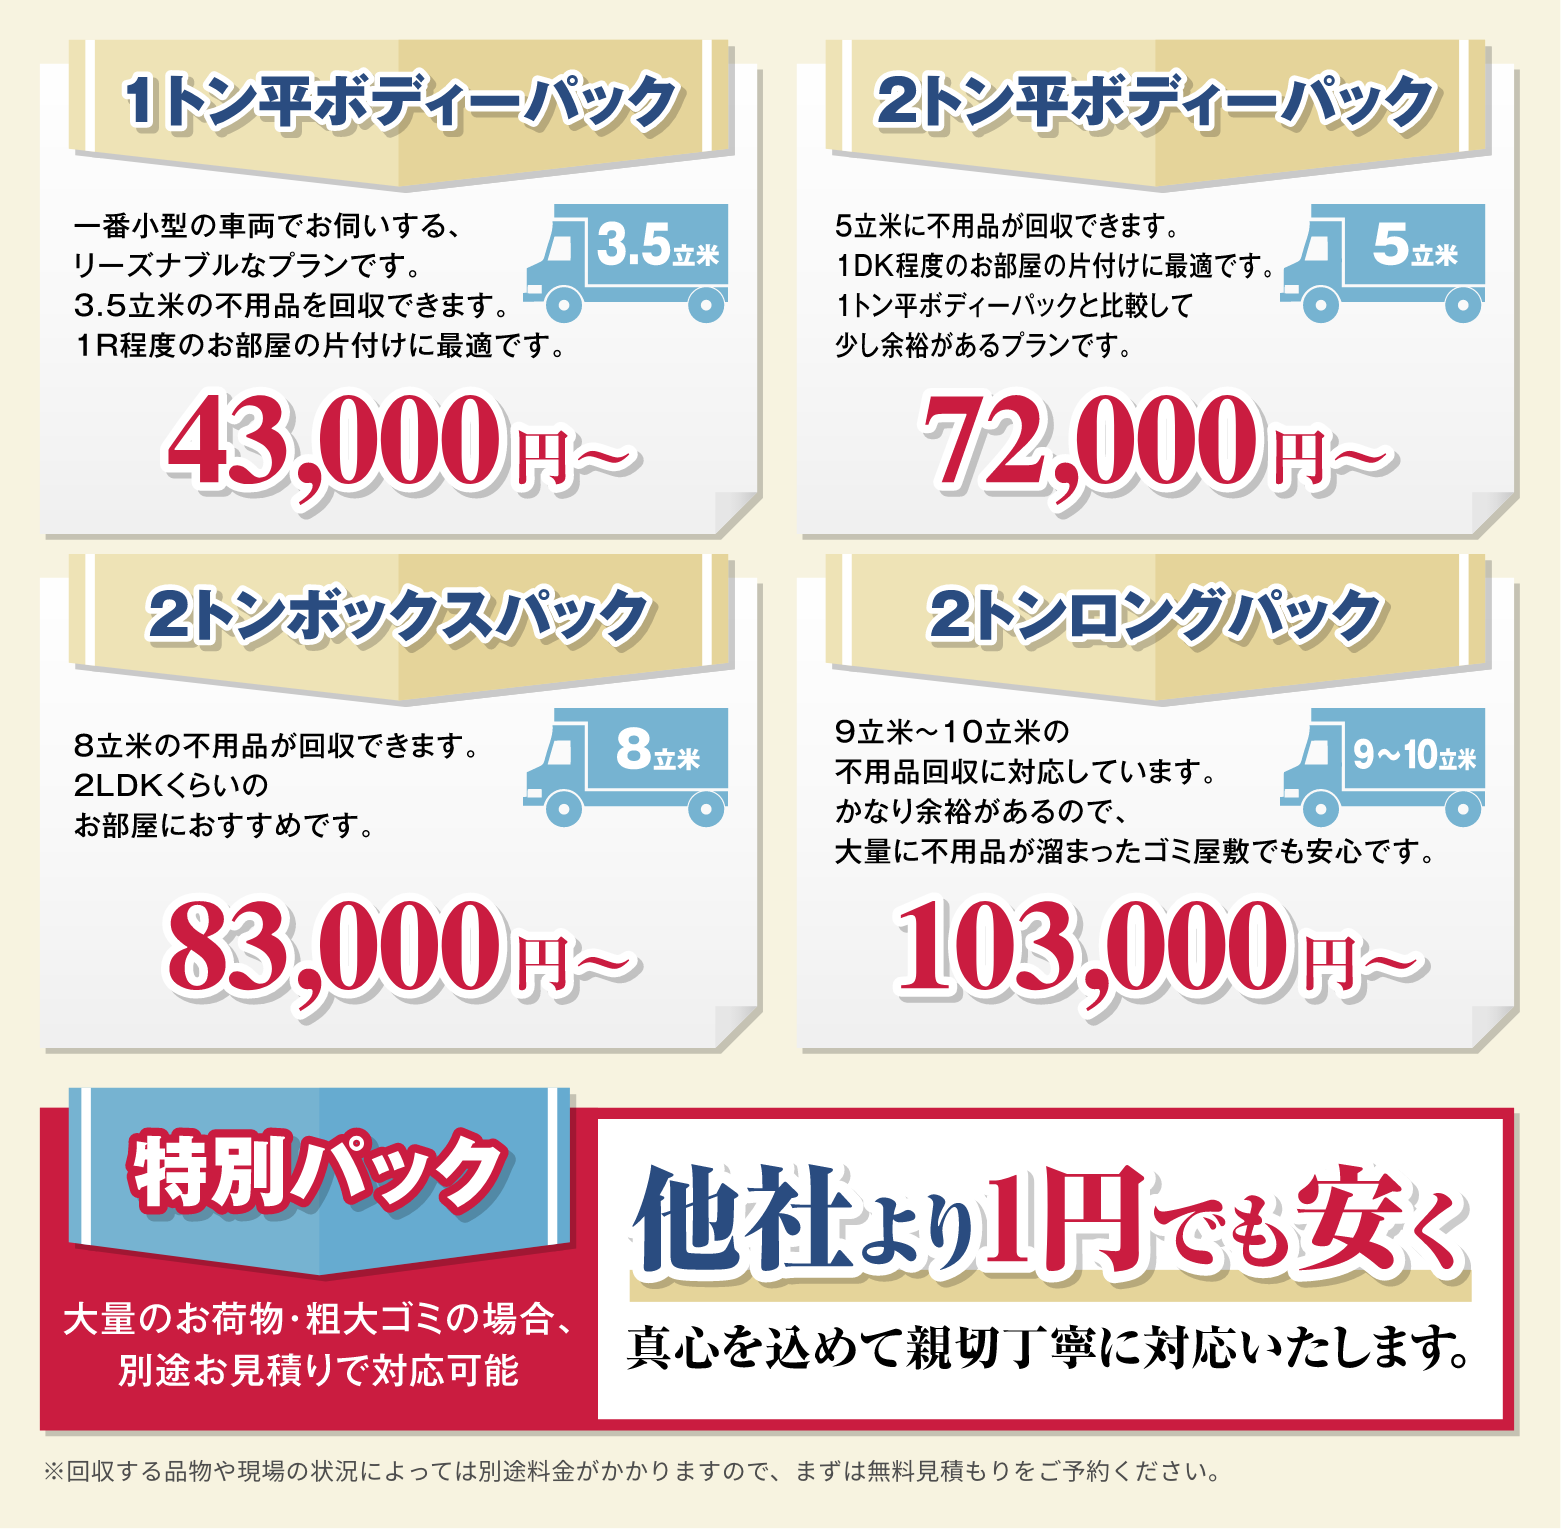 1トン平ボディーパック
一番小型の車両でお伺いする、
リーズナブルなプランです。
3.5立米の不用品を回収できます。
1R程度のお部屋の片付けに最適です。
3.5立米
43,000円～
2トン平ボディーパック
5立米に不用品が回収できます。
1DK程度のお部屋の片付けに最適です。
1トン平ボディーパックと比較して
少し余裕があるプランです。
5立米
72,000円～
2トンボックスパック
8立米の不用品が回収できます。
2LDKくらいの
お部屋におすすめです。
8立米
83,000円～
2トンロングパック
9立米～10立米の
不用品回収に対応しています。
かなり余裕があるので、
大量に不用品が溜まったゴミ屋敷でも安心です。
9～10立米
103,000円～
特別パック
大量のお荷物･粗大ゴミの場合、
別途お見積りで対応可能
他社より1円でも安く
真心を込めて親切丁寧に対応いたします。
※回収する品物や現場の状況によっては別途料金がかかりますので、まずは無料見積もりをご予約ください。